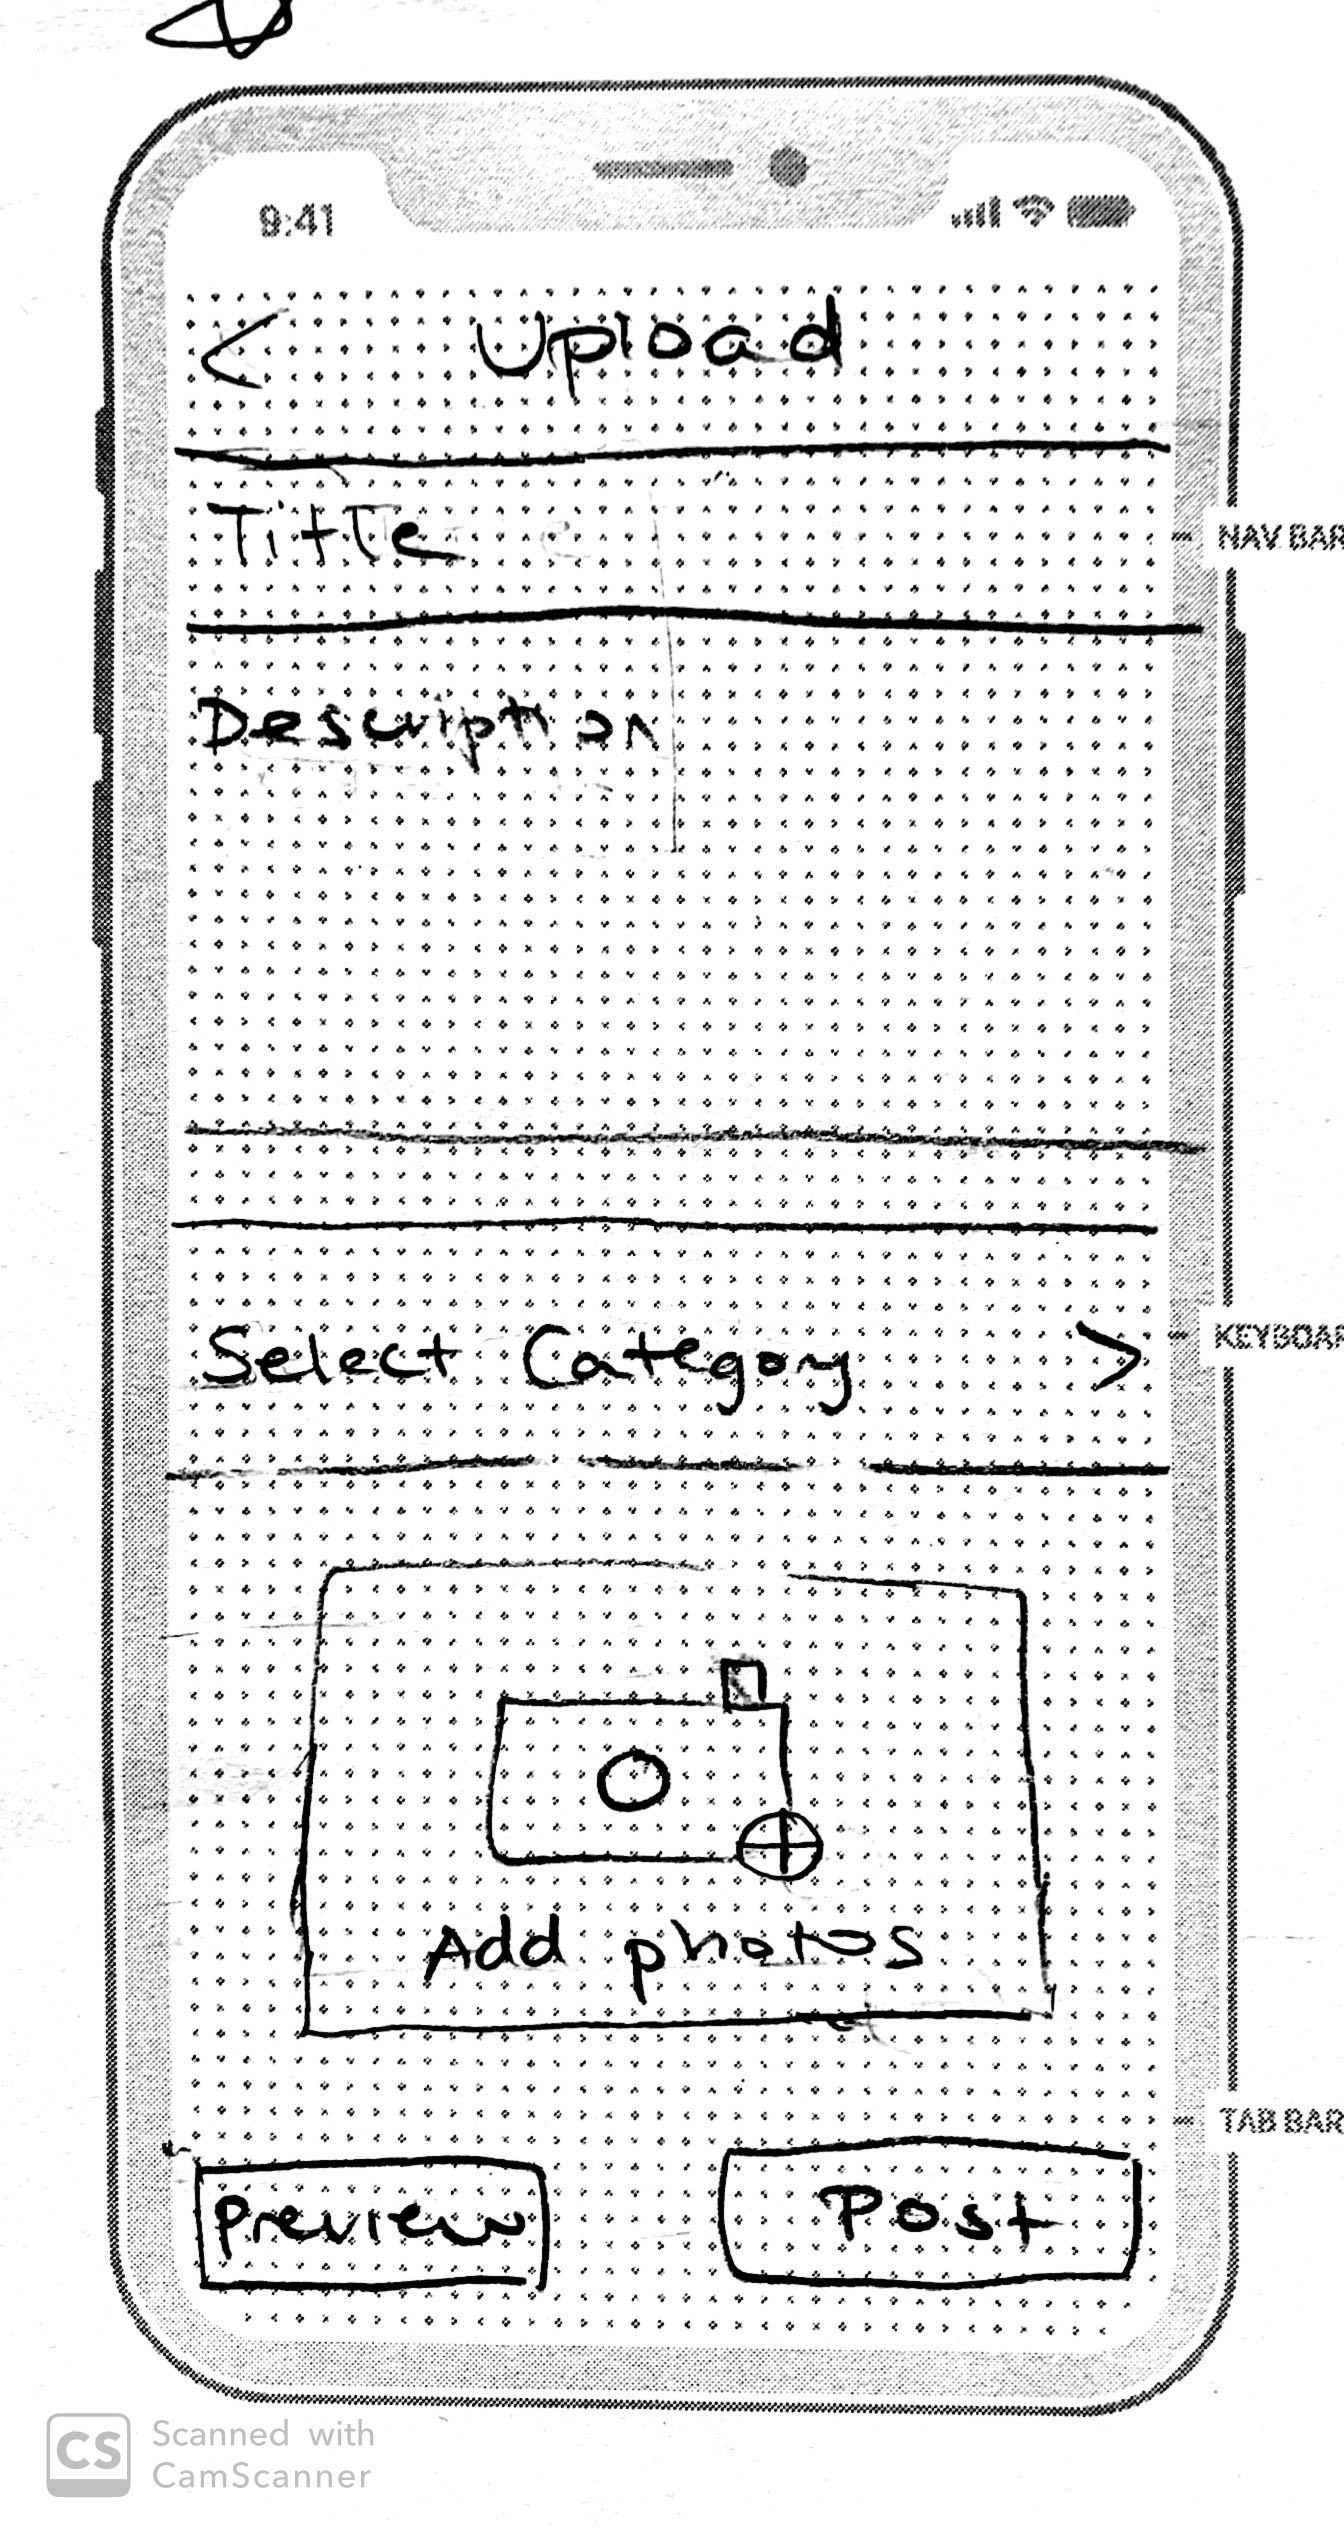 9:41
< Upload
Title
NAV BAR
Description
KEYBOAR
Select Category >
Add photos
TAB BAR
Preview Post
CS Scanned with
CamScanner